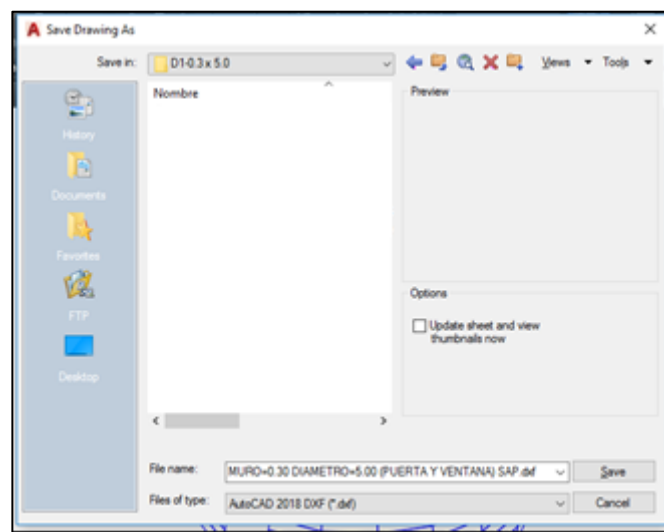 Save Drawing As
Save in: D1-0.3 x 5.0 Views Tools
Nombre
Preview
History
Documents
Favorites
FTP
Desktop
Options
Update sheet and view
thumbnails now
File name: MURO=0.30 DIAMETRO=5.00 (PUERTA Y VENTANA) SAP.dxf Save
Files of type: AutoCAD 2018 DXF (*.dxf) Cancel